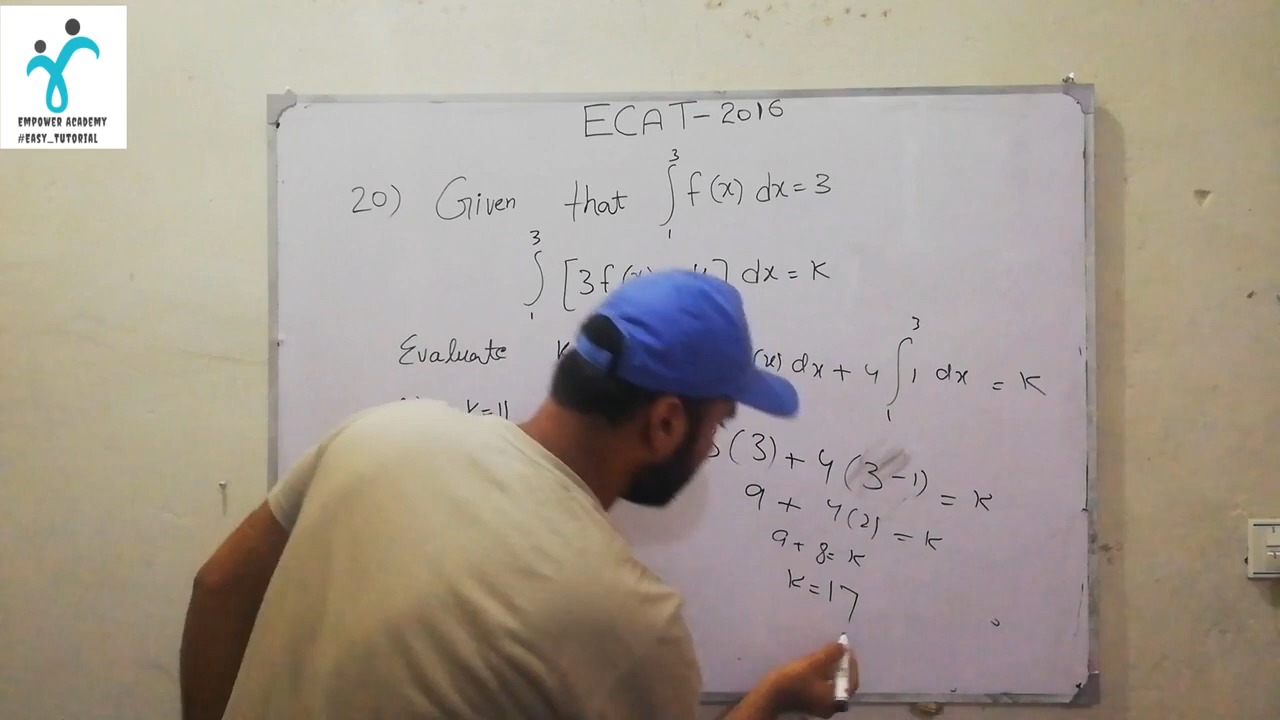 EMPOWER ACADEMY
#EASY_TUTORIAL
ECAT-2016
20) Given that ∫₁³ f(x) dx = 3
∫₁³ [3f dx = K
Evaluate K (x) dx + 4 ∫₁³ 1 dx = K
K=11
(3) + 4(3-1) = K
9 + 4(2) = K
9 + 8 = K
K = 17